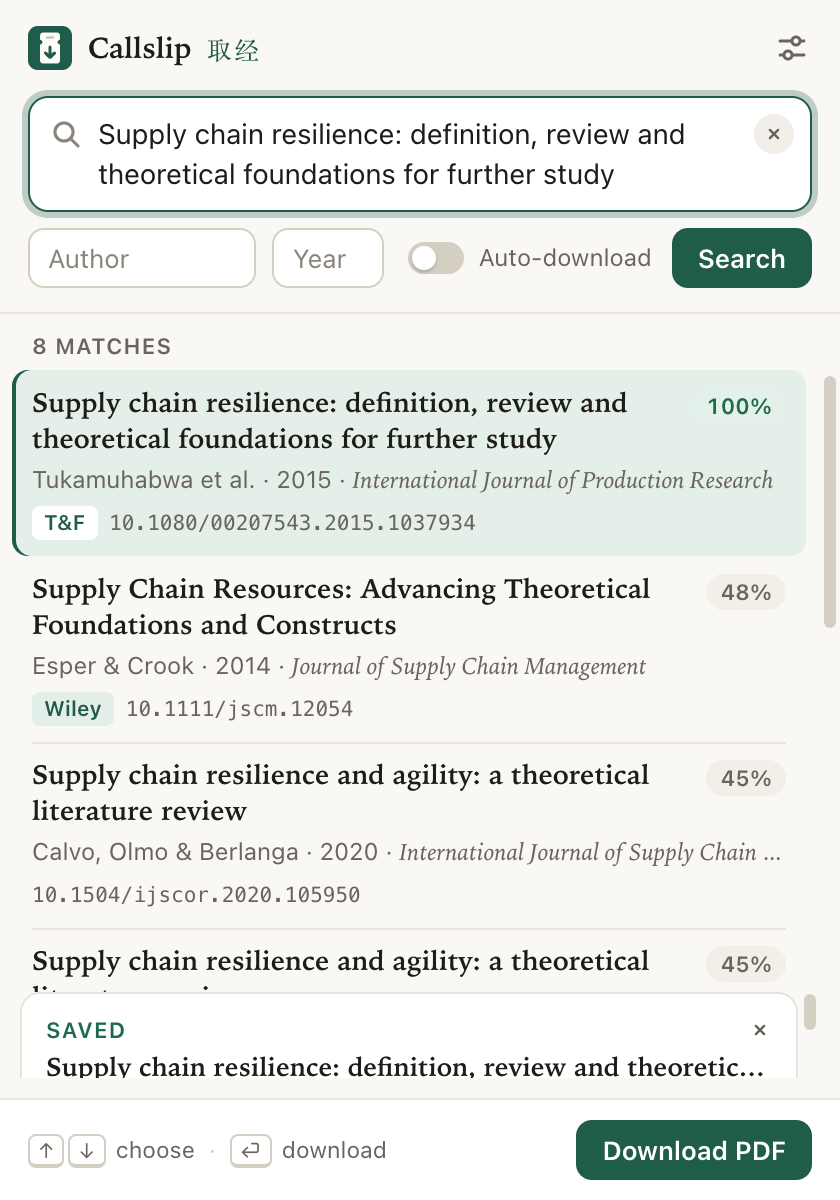 Callslip 取经
Supply chain resilience: definition, review and
theoretical foundations for further study
Author
Year
Auto-download
Search
8 MATCHES
Supply chain resilience: definition, review and
theoretical foundations for further study
100%
Tukamuhabwa et al. · 2015 · International Journal of Production Research
T&F 10.1080/00207543.2015.1037934
Supply Chain Resources: Advancing Theoretical
Foundations and Constructs
48%
Esper & Crook · 2014 · Journal of Supply Chain Management
Wiley 10.1111/jscm.12054
Supply chain resilience and agility: a theoretical
literature review
45%
Calvo, Olmo & Berlanga · 2020 · International Journal of Supply Chain ...
10.1504/ijscor.2020.105950
Supply chain resilience and agility: a theoretical
45%
SAVED
Supply chain resilience: definition, review and theoretic...
↑ ↓ choose · ↵ download
Download PDF